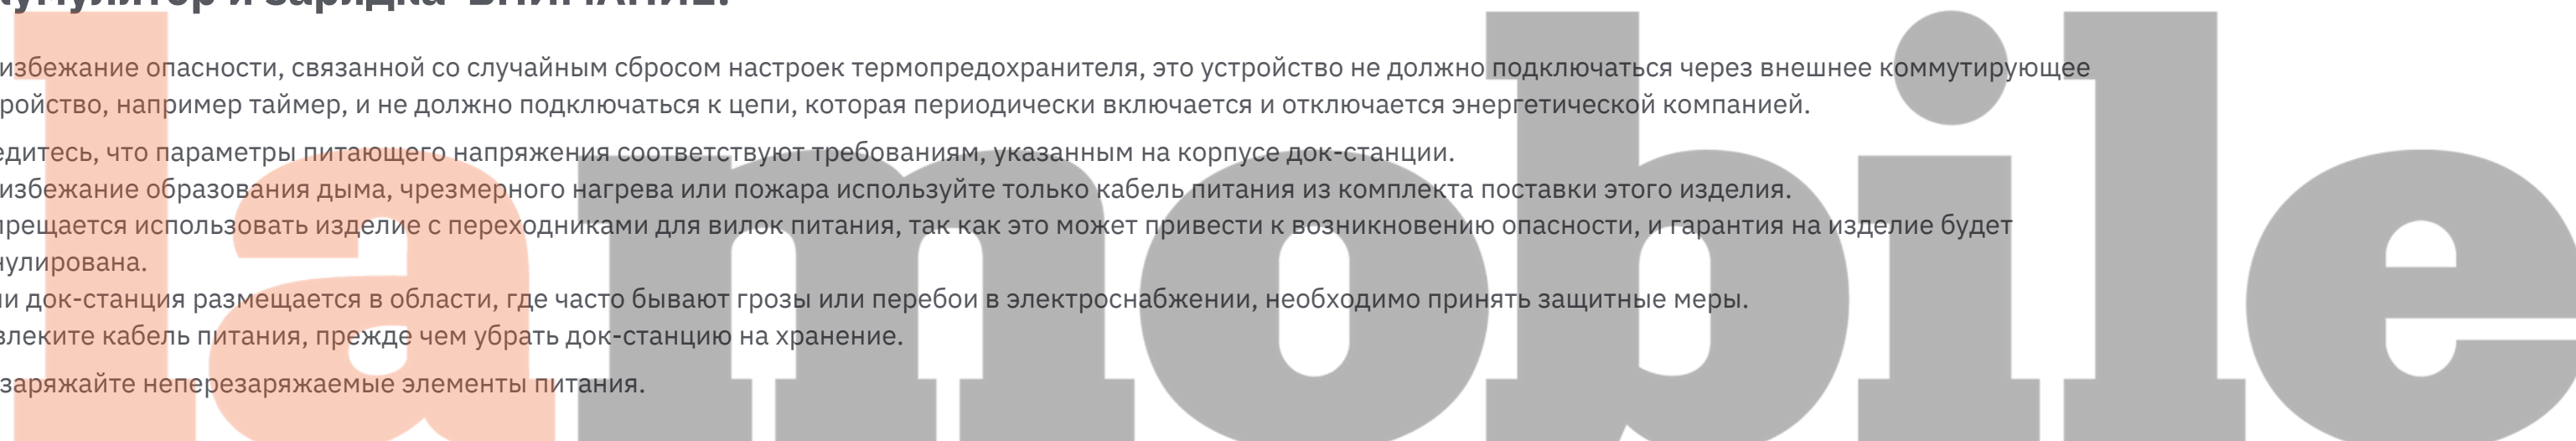 кумулятор и зарядка ВНИМАНИЕ!
избежание опасности, связанной со случайным сбросом настроек термопредохранителя, это устройство не должно подключаться через внешнее коммутирующее
ройство, например таймер, и не должно подключаться к цепи, которая периодически включается и отключается энергетической компанией.
едитесь, что параметры питающего напряжения соответствуют требованиям, указанным на корпусе док-станции.
избежание образования дыма, чрезмерного нагрева или пожара используйте только кабель питания из комплекта поставки этого изделия.
прещается использовать изделие с переходниками для вилок питания, так как это может привести к возникновению опасности, и гарантия на изделие будет
нулирована.
и док-станция размещается в области, где часто бывают грозы или перебои в электроснабжении, необходимо принять защитные меры.
влеките кабель питания, прежде чем убрать док-станцию на хранение.
заряжайте неперезаряжаемые элементы питания.
lamobile